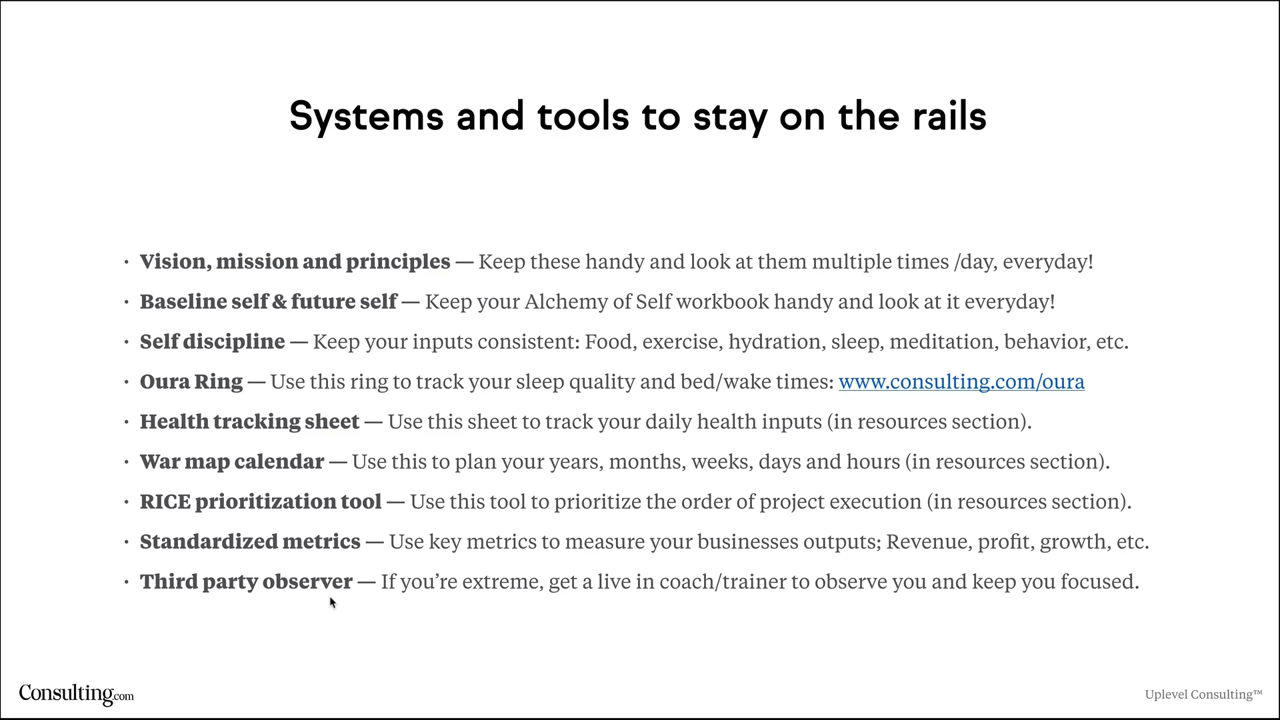 Systems and tools to stay on the rails
· Vision, mission and principles — Keep these handy and look at them multiple times /day, everyday!
· Baseline self & future self — Keep your Alchemy of Self workbook handy and look at it everyday!
· Self discipline — Keep your inputs consistent: Food, exercise, hydration, sleep, meditation, behavior, etc.
· Oura Ring — Use this ring to track your sleep quality and bed/wake times: www.consulting.com/oura
· Health tracking sheet — Use this sheet to track your daily health inputs (in resources section).
· War map calendar — Use this to plan your years, months, weeks, days and hours (in resources section).
· RICE prioritization tool — Use this tool to prioritize the order of project execution (in resources section).
· Standardized metrics — Use key metrics to measure your businesses outputs; Revenue, profit, growth, etc.
· Third party observer — If you’re extreme, get a live in coach/trainer to observe you and keep you focused.
Consulting.com
Uplevel Consulting™